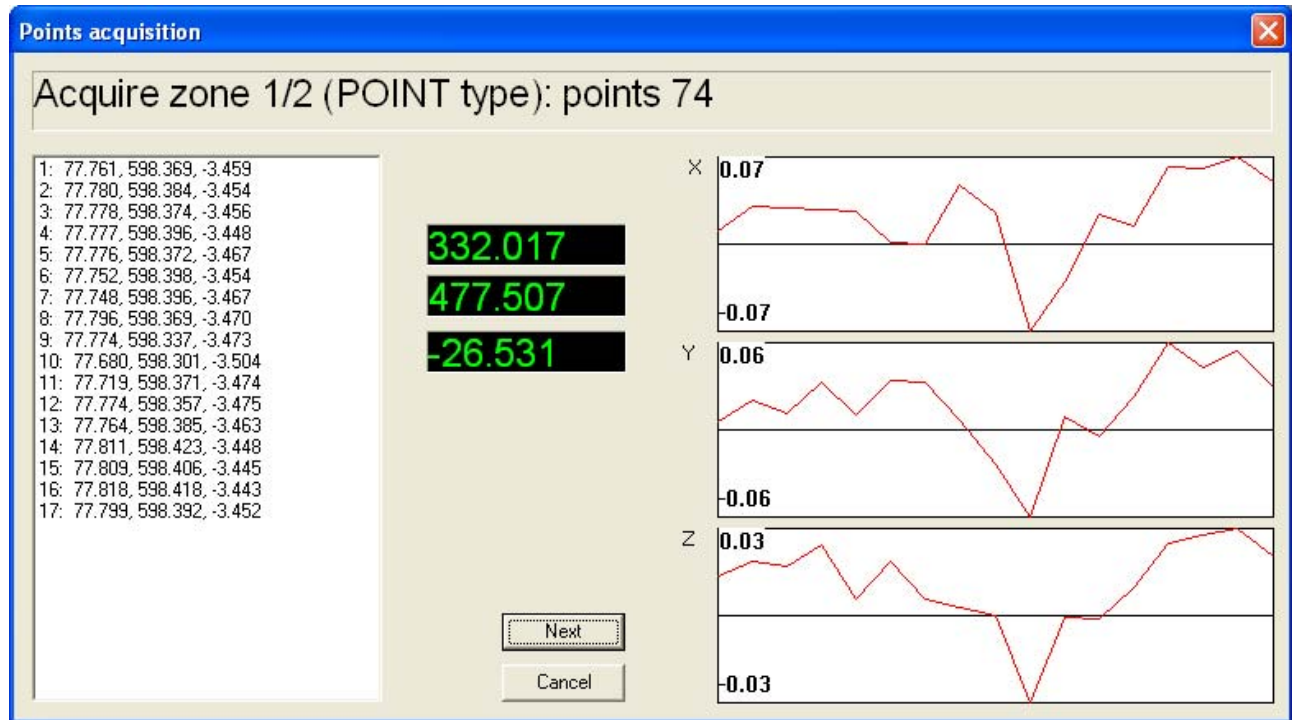 Points acquisition
Acquire zone 1/2 (POINT type): points 74
1: 77.761, 598.369, -3.459
2: 77.780, 598.384, -3.454
3: 77.778, 598.374, -3.456
4: 77.777, 598.396, -3.448
5: 77.776, 598.372, -3.467
6: 77.752, 598.398, -3.454
7: 77.748, 598.396, -3.467
8: 77.796, 598.369, -3.470
9: 77.774, 598.337, -3.473
10: 77.680, 598.301, -3.504
11: 77.719, 598.371, -3.474
12: 77.774, 598.357, -3.475
13: 77.764, 598.385, -3.463
14: 77.811, 598.423, -3.448
15: 77.809, 598.406, -3.445
16: 77.818, 598.418, -3.443
17: 77.799, 598.392, -3.452
332.017
477.507
-26.531
Next
Cancel
X
0.07
-0.07
Y
0.06
-0.06
Z
0.03
-0.03